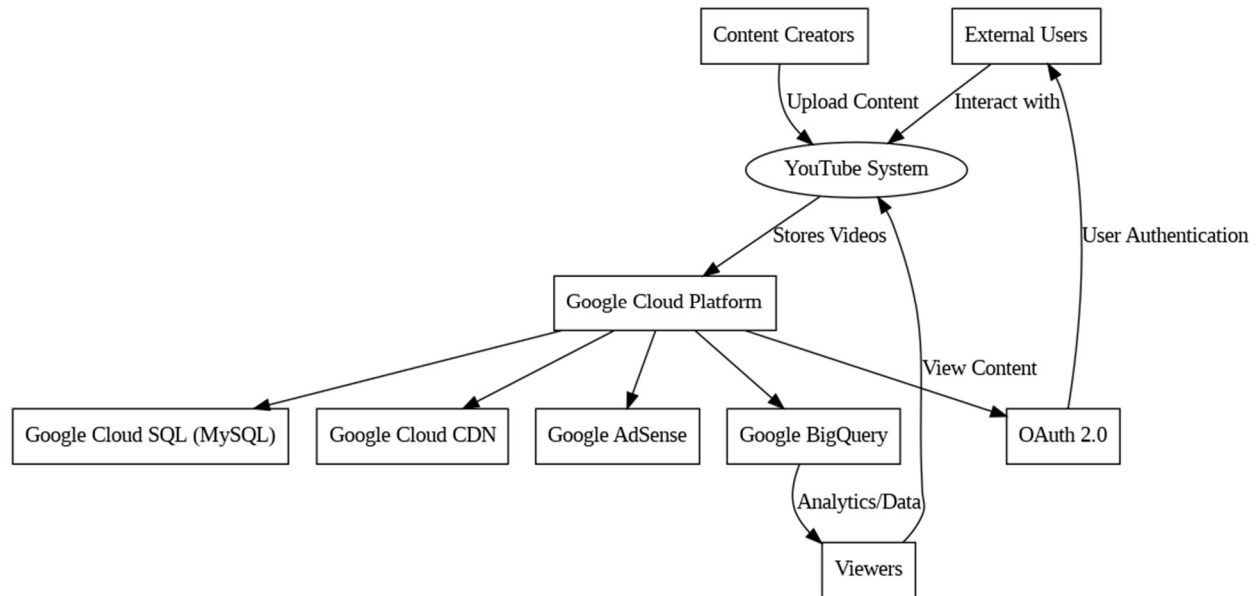 Content Creators
External Users
Upload Content
Interact with
YouTube System
Stores Videos
User Authentication
Google Cloud Platform
View Content
Google Cloud SQL (MySQL)
Google Cloud CDN
Google AdSense
Google BigQuery
OAuth 2.0
Analytics/Data
Viewers